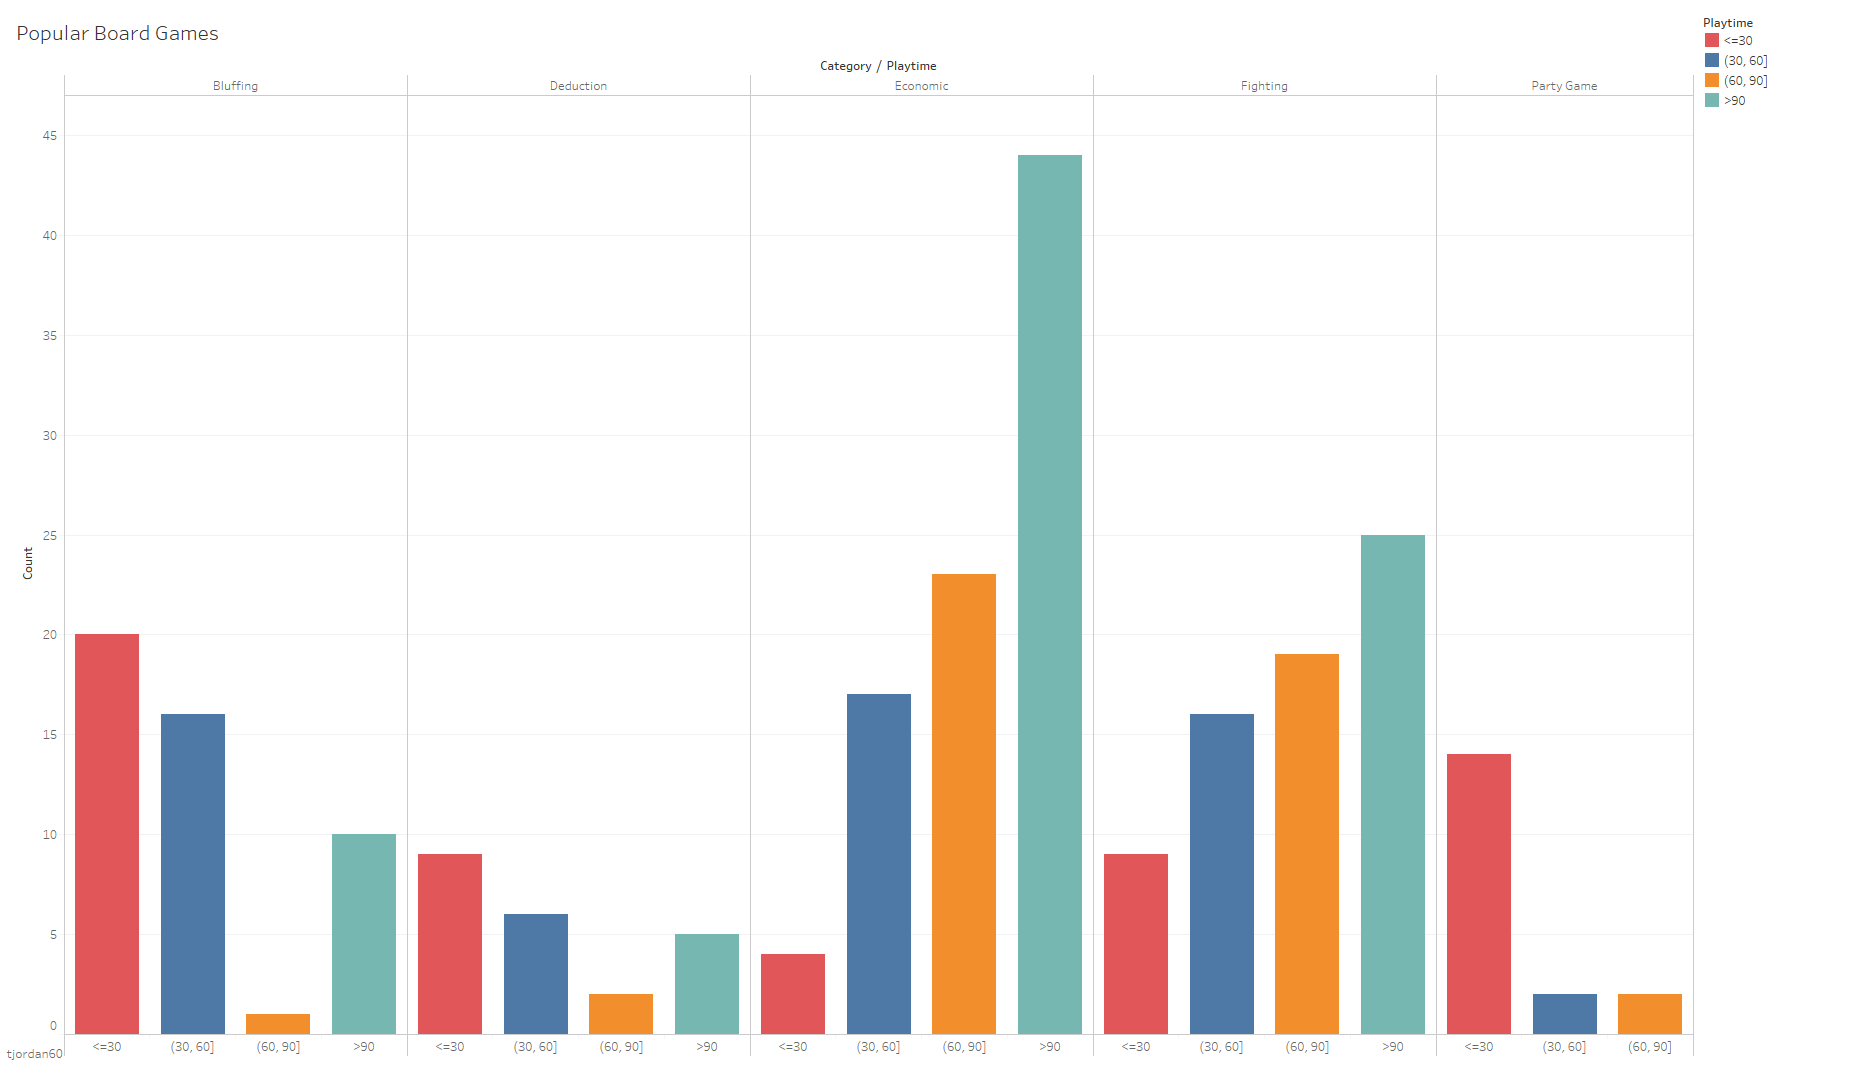 Popular Board Games
Category / Playtime
Bluffing Deduction Economic Fighting Party Game
45
40
35
30
25
20
15
10
5
0
Count
<=30 (30, 60] (60, 90] >90 <=30 (30, 60] (60, 90] >90 <=30 (30, 60] (60, 90] >90 <=30 (30, 60] (60, 90] >90 <=30 (30, 60] (60, 90]
tjordan60
Playtime
<=30
(30, 60]
(60, 90]
>90